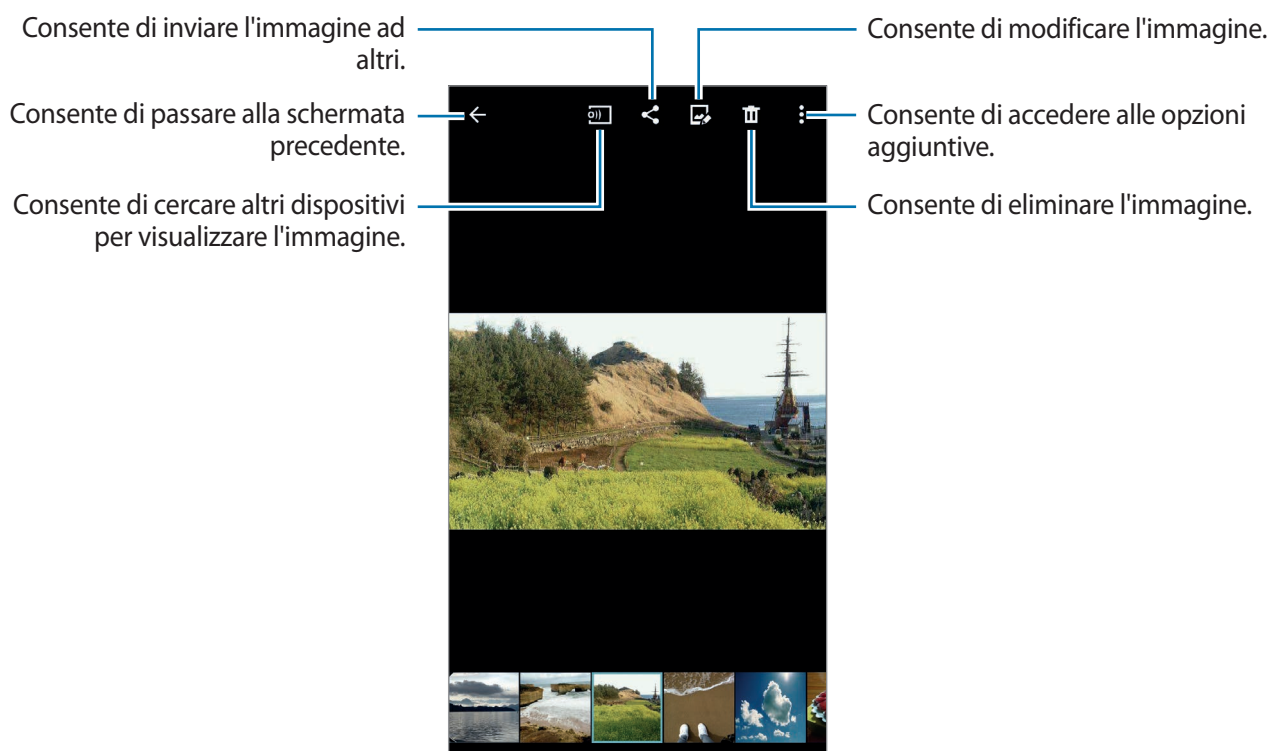 Consente di inviare l'immagine ad
altri.
Consente di passare alla schermata
precedente.
Consente di cercare altri dispositivi
per visualizzare l'immagine.
Consente di modificare l'immagine.
Consente di accedere alle opzioni
aggiuntive.
Consente di eliminare l'immagine.